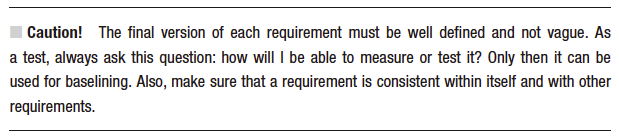 Caution! The final version of each requirement must be well defined and not vague. As
a test, always ask this question: how will I be able to measure or test it? Only then it can be
used for baselining. Also, make sure that a requirement is consistent within itself and with other
requirements.